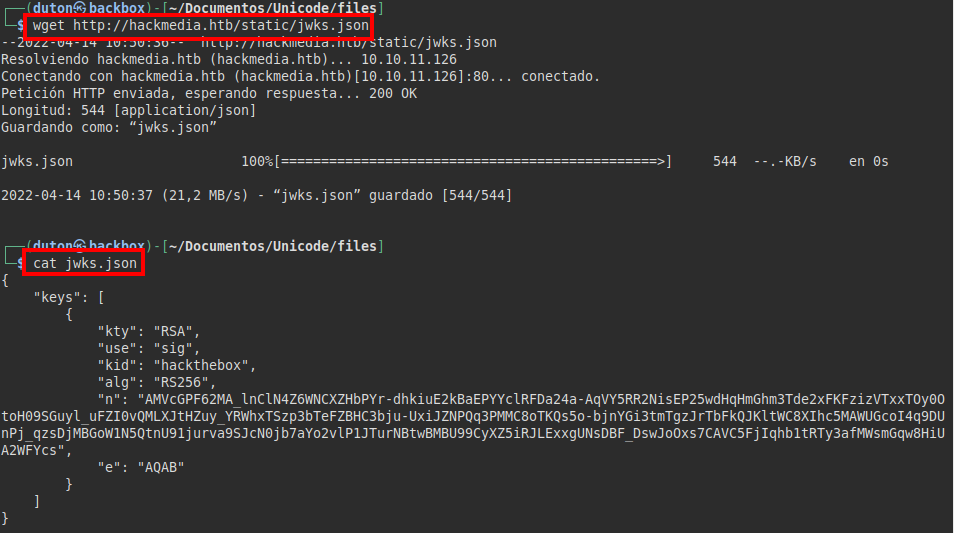 ┌──(duton㉿backbox)-[~/Documentos/Unicode/files]
└─$ wget http://hackmedia.htb/static/jwks.json
--2022-04-14 10:50:36-- http://hackmedia.htb/static/jwks.json
Resolviendo hackmedia.htb (hackmedia.htb)... 10.10.11.126
Conectando con hackmedia.htb (hackmedia.htb)[10.10.11.126]:80... conectado.
Petición HTTP enviada, esperando respuesta... 200 OK
Longitud: 544 [application/json]
Guardando como: “jwks.json”
jwks.json 100%[===============================================>] 544 --.-KB/s en 0s
2022-04-14 10:50:37 (21,2 MB/s) - “jwks.json” guardado [544/544]
┌──(duton㉿backbox)-[~/Documentos/Unicode/files]
└─$ cat jwks.json
{
"keys": [
{
"kty": "RSA",
"use": "sig",
"kid": "hackthebox",
"alg": "RS256",
"n": "AMVcGPF62MA_lnClN4Z6WNCXZHbPYr-dhkiuE2kBaEPYYclRFDa24a-AqVY5RR2NisEP25wdHqHmGhm3Tde2xFKFzizVTxxTOy0O
toH09SGuyl_uFZI0vQMLXJtHZuy_YRWhxTSzp3bTeFZBHC3bju-UxiJZNPQq3PMMC8oTKQs5o-bjnYGi3tmTgzJrTbFkQJKltWC8XIhc5MAWUGcoI4q9DU
nPj_qzsDjMBGoW1N5QtnU91jurva9SJcN0jb7aYo2vlP1JTurNBtwBMBU99CyXZ5iRJLExxgUNsDBF_DswJoOxs7CAVC5FjIqhb1tRTy3afMWsmGqw8HiU
A2WFYcs",
"e": "AQAB"
}
]
}